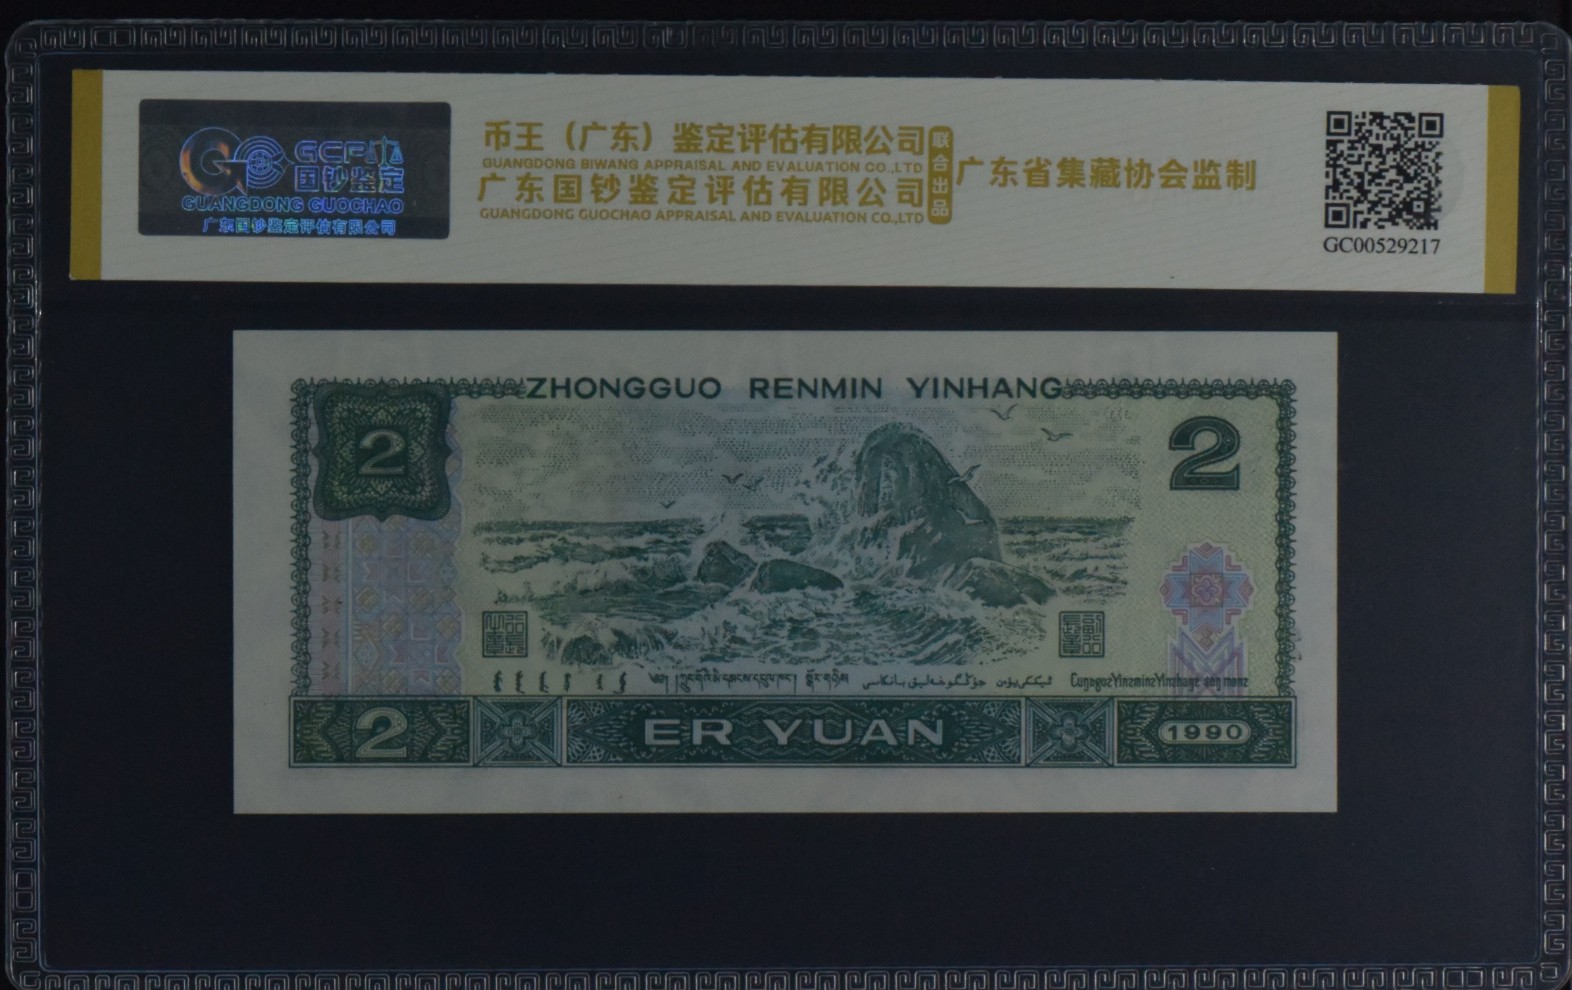 GCP
国钞鉴定
GUANGDONG GUOCHAO
广东国钞鉴定评估有限公司
币王（广东）鉴定评估有限公司
GUANGDONG BIWANG APPRAISAL AND EVALUATION CO.,LTD
广东国钞鉴定评估有限公司
GUANGDONG GUOCHAO APPRAISAL AND EVALUATION CO.,LTD
联合出品
广东省集藏协会监制
GC00529217
ZHONGGUO RENMIN YINHANG
2
2
2
ER YUAN
1990